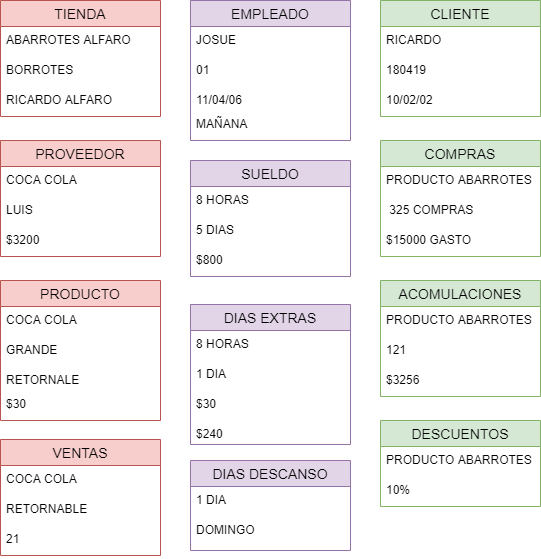 TIENDA
ABARROTES ALFARO
BORROTES
RICARDO ALFARO
PROVEEDOR
COCA COLA
LUIS
$3200
PRODUCTO
COCA COLA
GRANDE
RETORNALE
$30
VENTAS
COCA COLA
RETORNABLE
21
EMPLEADO
JOSUE
01
11/04/06
MAÑANA
SUELDO
8 HORAS
5 DIAS
$800
DIAS EXTRAS
8 HORAS
1 DIA
$30
$240
DIAS DESCANSO
1 DIA
DOMINGO
CLIENTE
RICARDO
180419
10/02/02
COMPRAS
PRODUCTO ABARROTES
325 COMPRAS
$15000 GASTO
ACOMULACIONES
PRODUCTO ABARROTES
121
$3256
DESCUENTOS
PRODUCTO ABARROTES
10%